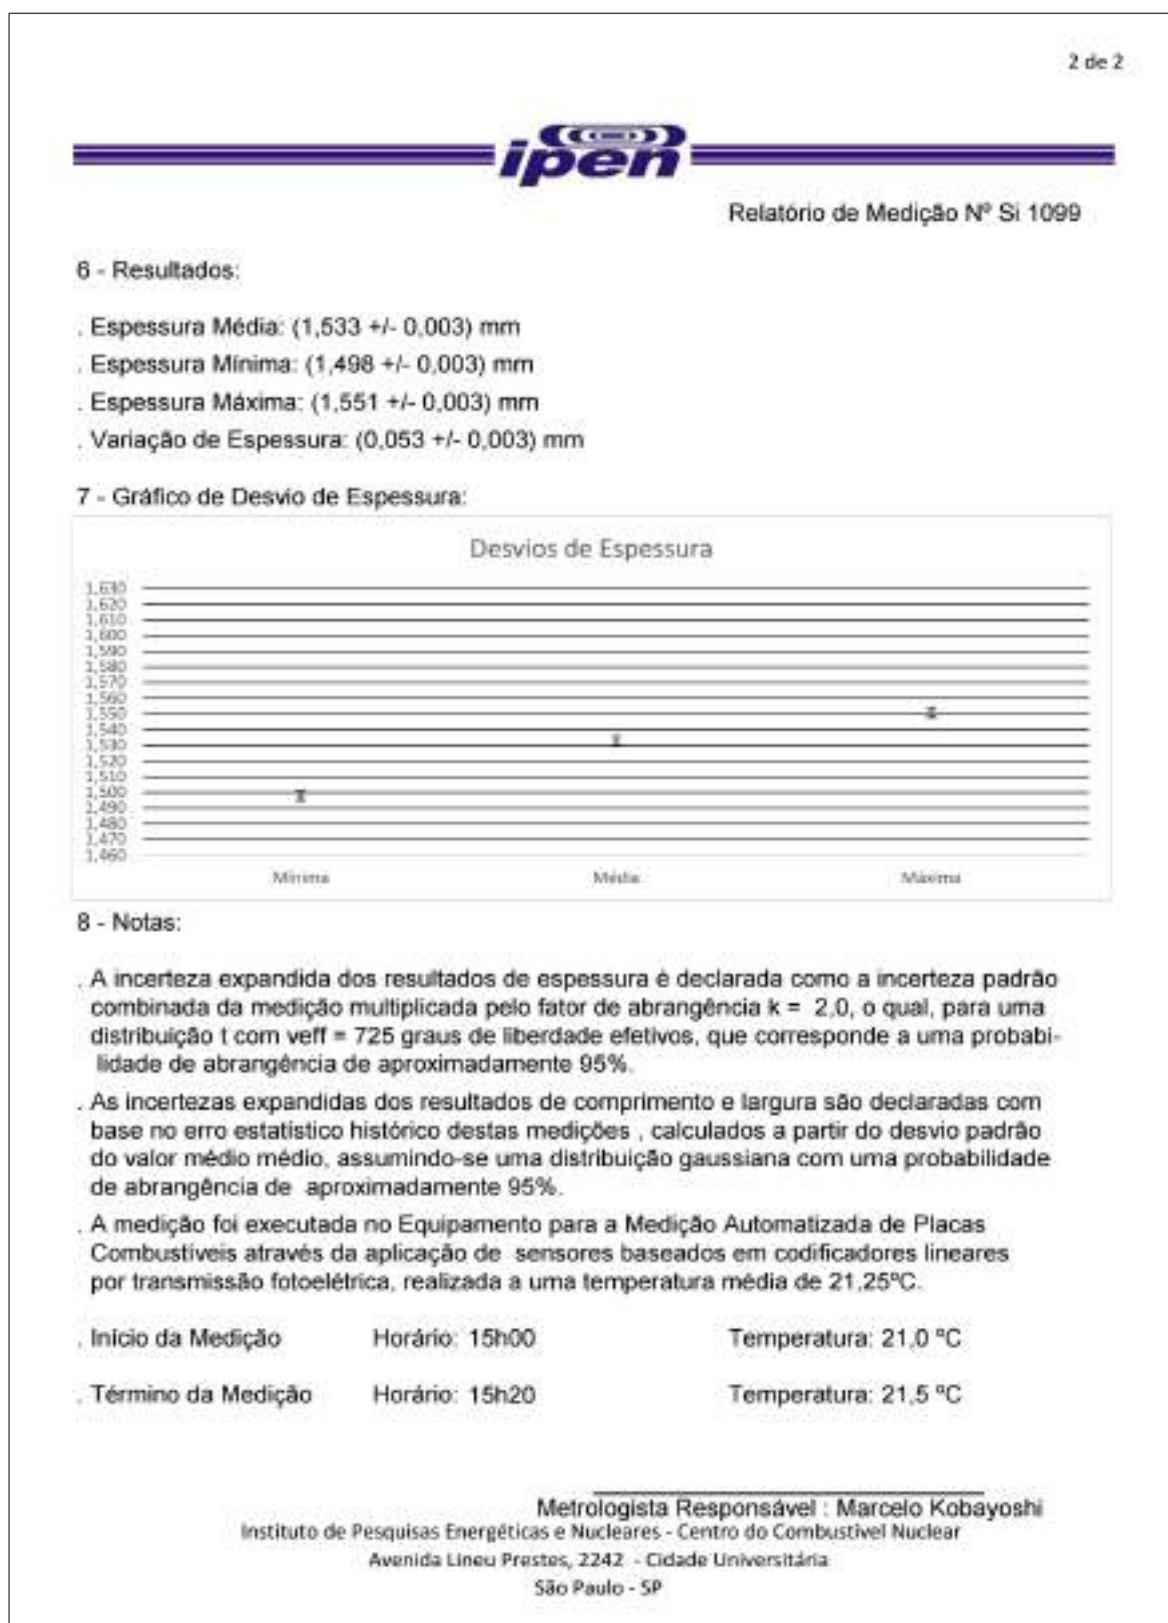 2 de 2
ipen
Relatório de Medição Nº Si 1099
6 - Resultados:
. Espessura Média: (1,533 +/- 0,003) mm
. Espessura Mínima: (1,498 +/- 0,003) mm
. Espessura Máxima: (1,551 +/- 0,003) mm
. Variação de Espessura: (0,053 +/- 0,003) mm
7 - Gráfico de Desvio de Espessura:
Desvios de Espessura
1,630
1,620
1,610
1,600
1,590
1,580
1,570
1,560
1,550
1,540
1,530
1,520
1,510
1,500
1,490
1,480
1,470
1,460
Mínima Média Máxima
8 - Notas:
. A incerteza expandida dos resultados de espessura é declarada como a incerteza padrão
combinada da medição multiplicada pelo fator de abrangência k = 2,0, o qual, para uma
distribuição t com veff = 725 graus de liberdade efetivos, que corresponde a uma probabi-
lidade de abrangência de aproximadamente 95%.
. As incertezas expandidas dos resultados de comprimento e largura são declaradas com
base no erro estatístico histórico destas medições , calculados a partir do desvio padrão
do valor médio médio, assumindo-se uma distribuição gaussiana com uma probabilidade
de abrangência de aproximadamente 95%.
. A medição foi executada no Equipamento para a Medição Automatizada de Placas
Combustíveis através da aplicação de sensores baseados em codificadores lineares
por transmissão fotoelétrica, realizada a uma temperatura média de 21,25ºC.
. Início da Medição Horário: 15h00 Temperatura: 21,0 ºC
. Término da Medição Horário: 15h20 Temperatura: 21,5 ºC
Metrologista Responsável : Marcelo Kobayoshi
Instituto de Pesquisas Energéticas e Nucleares - Centro do Combustível Nuclear
Avenida Lineu Prestes, 2242 - Cidade Universitária
São Paulo - SP